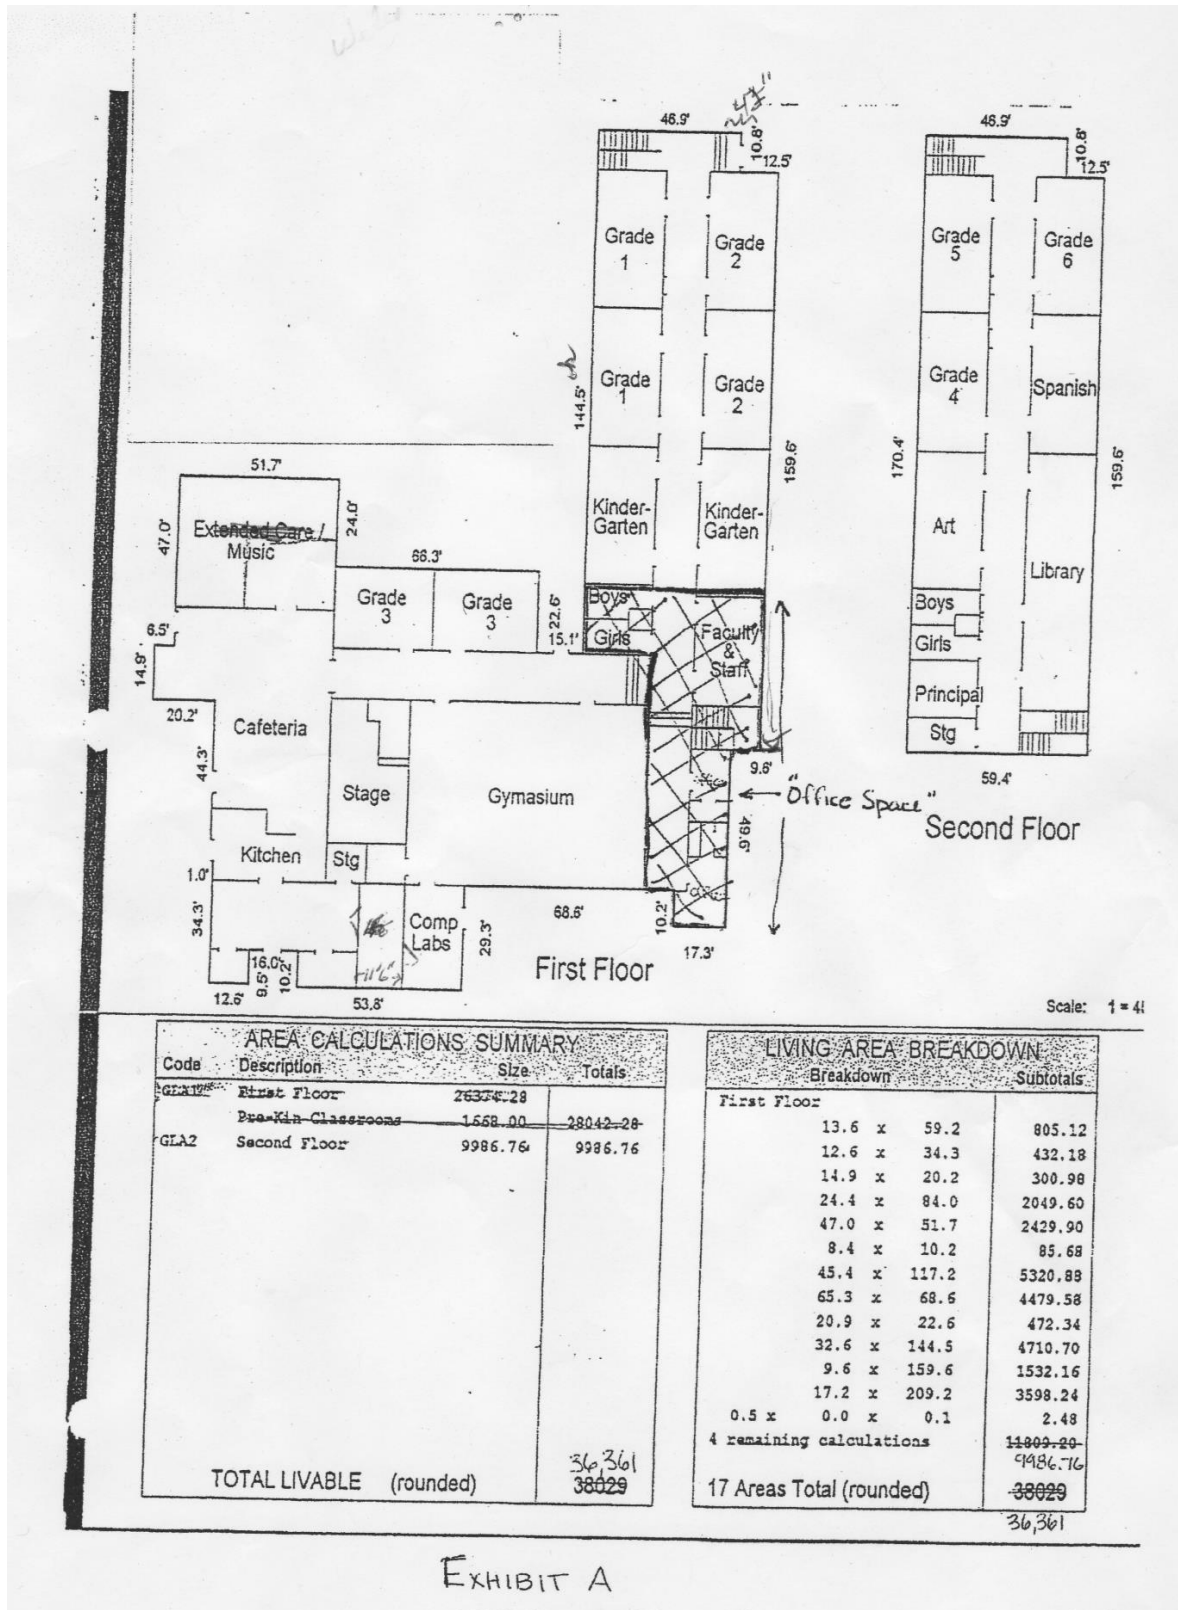 47"
46.9'
10.8'
12.5'
Grade
1
Grade
2
Grade
1
Grade
2
144.5'
159.6'
Kinder-
Garten
Kinder-
Garten
Boys
Girls
Faculty
&
Staff
46.9'
10.8'
12.5'
Grade
5
Grade
6
Grade
4
Spanish
170.4'
159.6'
Art
Library
Boys
Girls
Principal
Stg
59.4'
Second Floor
51.7'
47.0'
24.0'
Extended Care /
Music
66.3'
Grade
3
Grade
3
22.6'
15.1'
6.5'
14.9'
20.2'
Cafeteria
44.3'
Stage
Gymasium
9.6'
"Office Space"
49.6'
Kitchen
Stg
1.0'
34.3'
Comp
Labs
29.3'
68.6'
10.2'
17.3'
16.0'
9.5'
10.2'
12.6'
11'6"
53.8'
First Floor
Scale: 1 = 4
AREA CALCULATIONS SUMMARY
Code Description Size Totals
GLA1 First Floor 26374.28
Pre-Kin Classrooms 1668.00 28042.28
GLA2 Second Floor 9986.76 9986.76
36,361
TOTAL LIVABLE (rounded) 38029
LIVING AREA BREAKDOWN
Breakdown Subtotals
First Floor
13.6 x 59.2 805.12
12.6 x 34.3 432.18
14.9 x 20.2 300.98
24.4 x 84.0 2049.60
47.0 x 51.7 2429.90
8.4 x 10.2 85.68
45.4 x 117.2 5320.88
65.3 x 68.6 4479.58
20.9 x 22.6 472.34
32.6 x 144.5 4710.70
9.6 x 159.6 1532.16
17.2 x 209.2 3598.24
0.5 x 0.0 x 0.1 2.48
4 remaining calculations 11809.20
9986.76
17 Areas Total (rounded) 38029
36,361
EXHIBIT A